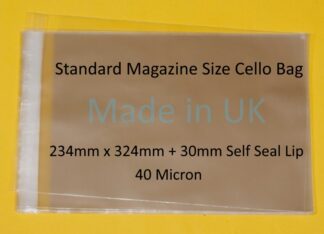 Standard Magazine Size Cello Bag
Made in UK
234mm x 324mm + 30mm Self Seal Lip
40 Micron